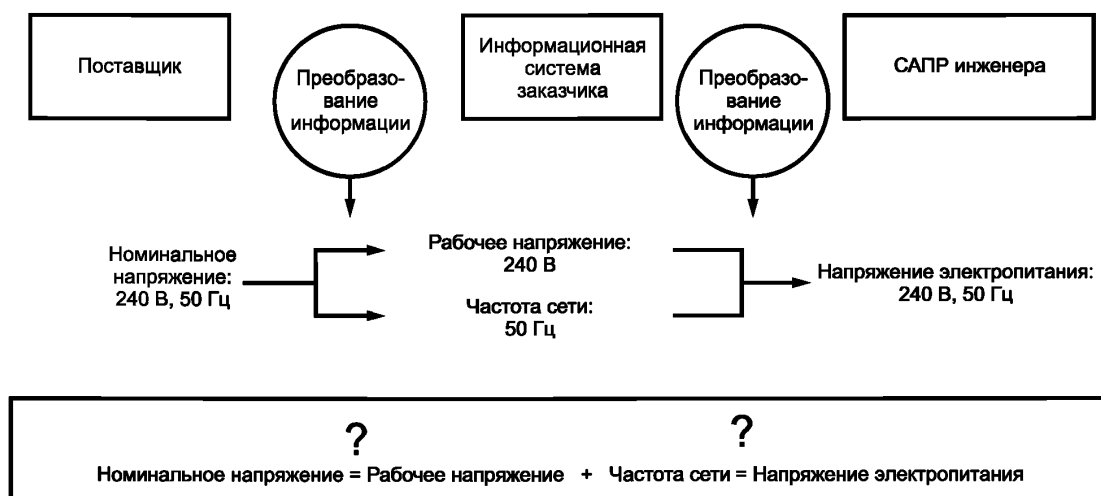 Поставщик
Преобразо-
вание
информации
Информационная
система
заказчика
Преобразо-
вание
информации
САПР инженера
Номинальное
напряжение:
240 В, 50 Гц
Рабочее напряжение:
240 В
Частота сети:
50 Гц
Напряжение электропитания:
240 В, 50 Гц
? ?
Номинальное напряжение = Рабочее напряжение + Частота сети = Напряжение электропитания